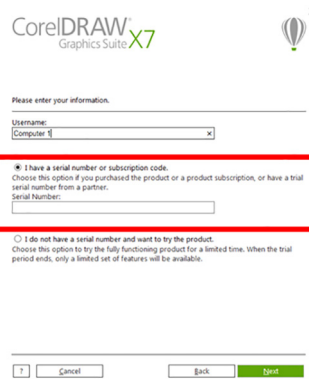 CorelDRAW®
Graphics Suite X7
Please enter your information.
Username:
Computer 1
I have a serial number or subscription code.
Choose this option if you purchased the product or a product subscription, or have a trial
serial number from a partner.
Serial Number:
I do not have a serial number and want to try the product.
Choose this option to try the fully functioning product for a limited time. When the trial
period ends, only a limited set of features will be available.
? Cancel Back Next